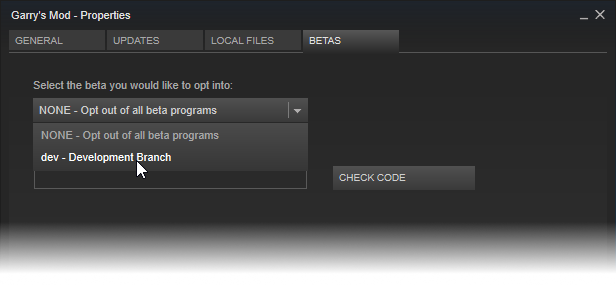 Garry's Mod - Properties
GENERAL
UPDATES
LOCAL FILES
BETAS
Select the beta you would like to opt into:
NONE - Opt out of all beta programs
NONE - Opt out of all beta programs
dev - Development Branch
CHECK CODE